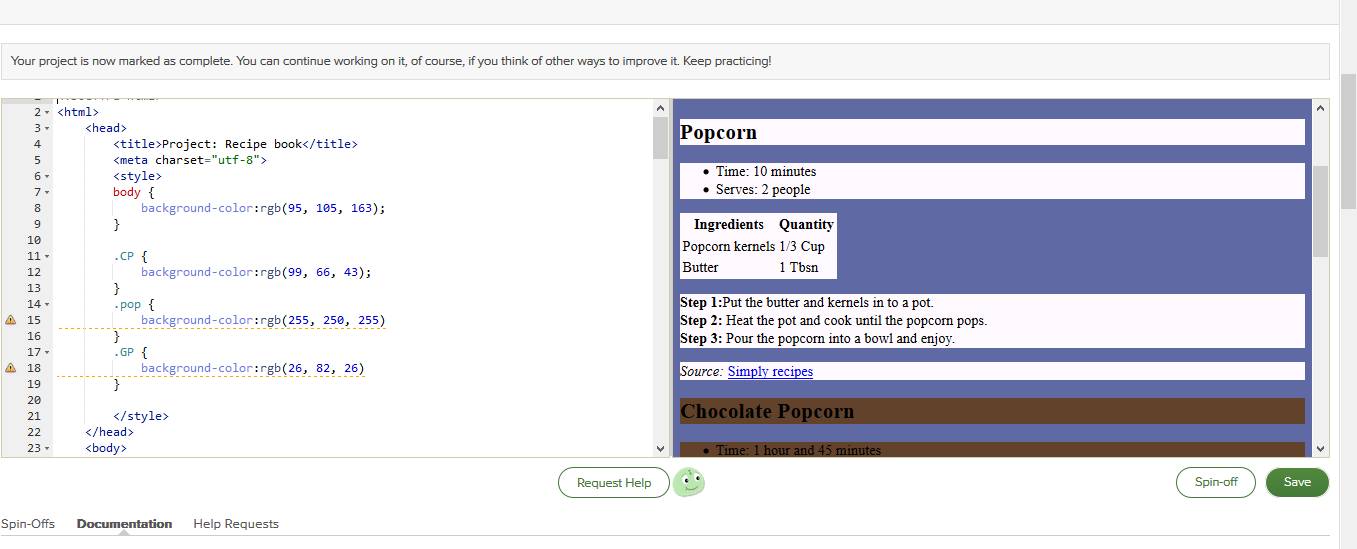 Your project is now marked as complete. You can continue working on it, of course, if you think of other ways to improve it. Keep practicing!
2 <html>
3 <head>
4 <title>Project: Recipe book</title>
5 <meta charset="utf-8">
6 <style>
7 body {
8 background-color:rgb(95, 105, 163);
9 }
10
11 .CP {
12 background-color:rgb(99, 66, 43);
13 }
14 .pop {
15 background-color:rgb(255, 250, 255)
16 }
17 .GP {
18 background-color:rgb(26, 82, 26)
19 }
20
21 </style>
22 </head>
23 <body>
Popcorn
• Time: 10 minutes
• Serves: 2 people
Ingredients Quantity
Popcorn kernels 1/3 Cup
Butter 1 Tbsn
Step 1:Put the butter and kernels in to a pot.
Step 2: Heat the pot and cook until the popcorn pops.
Step 3: Pour the popcorn into a bowl and enjoy.
Source: Simply recipes
Chocolate Popcorn
• Time: 1 hour and 45 minutes
Request Help
Spin-off
Save
Spin-Offs Documentation Help Requests